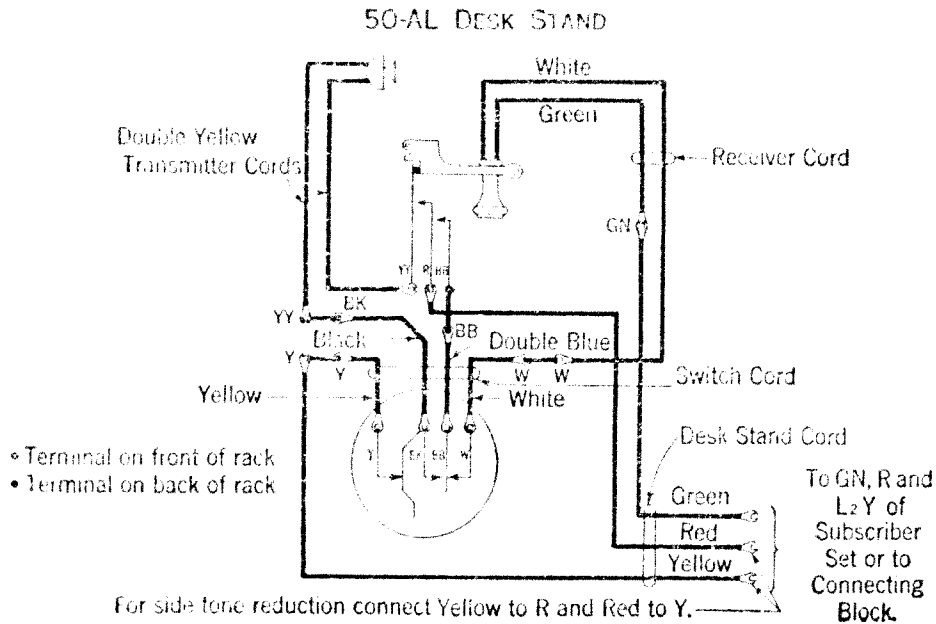 50-AL DESK STAND
White
Green
Double Yellow
Transmitter Cords
Receiver Cord
GN
YY R BB
YY BK
Black
BB Double Blue
Y Y
W W
Switch Cord
Yellow
White
Desk Stand Cord
Y BK BB W
° Terminal on front of rack
• Terminal on back of rack
Green
Red
Yellow
To GN, R and
L2 Y of
Subscriber
Set or to
Connecting
Block.
For side tone reduction connect Yellow to R and Red to Y.